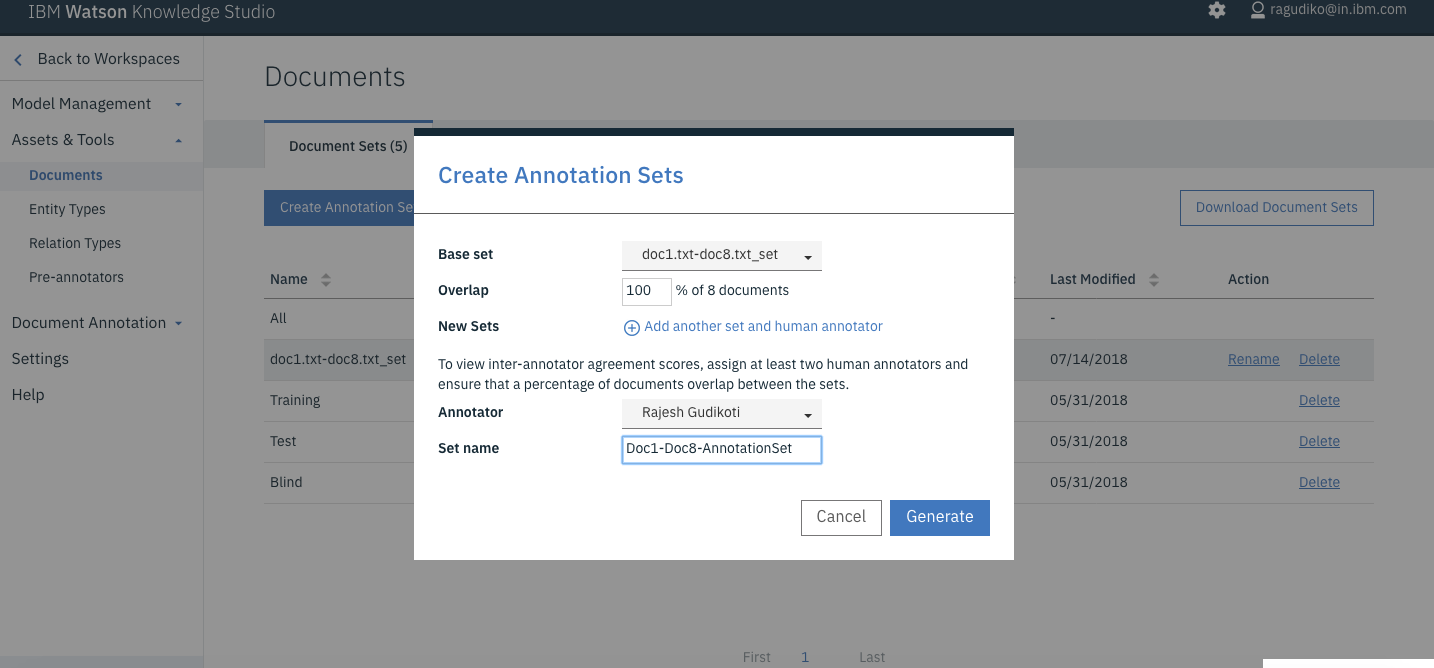 IBM Watson Knowledge Studio
ragudiko@in.ibm.com
Back to Workspaces
Model Management
Assets & Tools
Documents
Entity Types
Relation Types
Pre-annotators
Document Annotation
Settings
Help
Documents
Document Sets (5)
Create Annotation Se
Download Document Sets
Name
Last Modified
Action
All
-
doc1.txt-doc8.txt_set
07/14/2018
Rename
Delete
Training
05/31/2018
Delete
Test
05/31/2018
Delete
Blind
05/31/2018
Delete
Create Annotation Sets
Base set
doc1.txt-doc8.txt_set
Overlap
100 % of 8 documents
New Sets
Add another set and human annotator
To view inter-annotator agreement scores, assign at least two human annotators and
ensure that a percentage of documents overlap between the sets.
Annotator
Rajesh Gudikoti
Set name
Doc1-Doc8-AnnotationSet
Cancel
Generate
First 1 Last